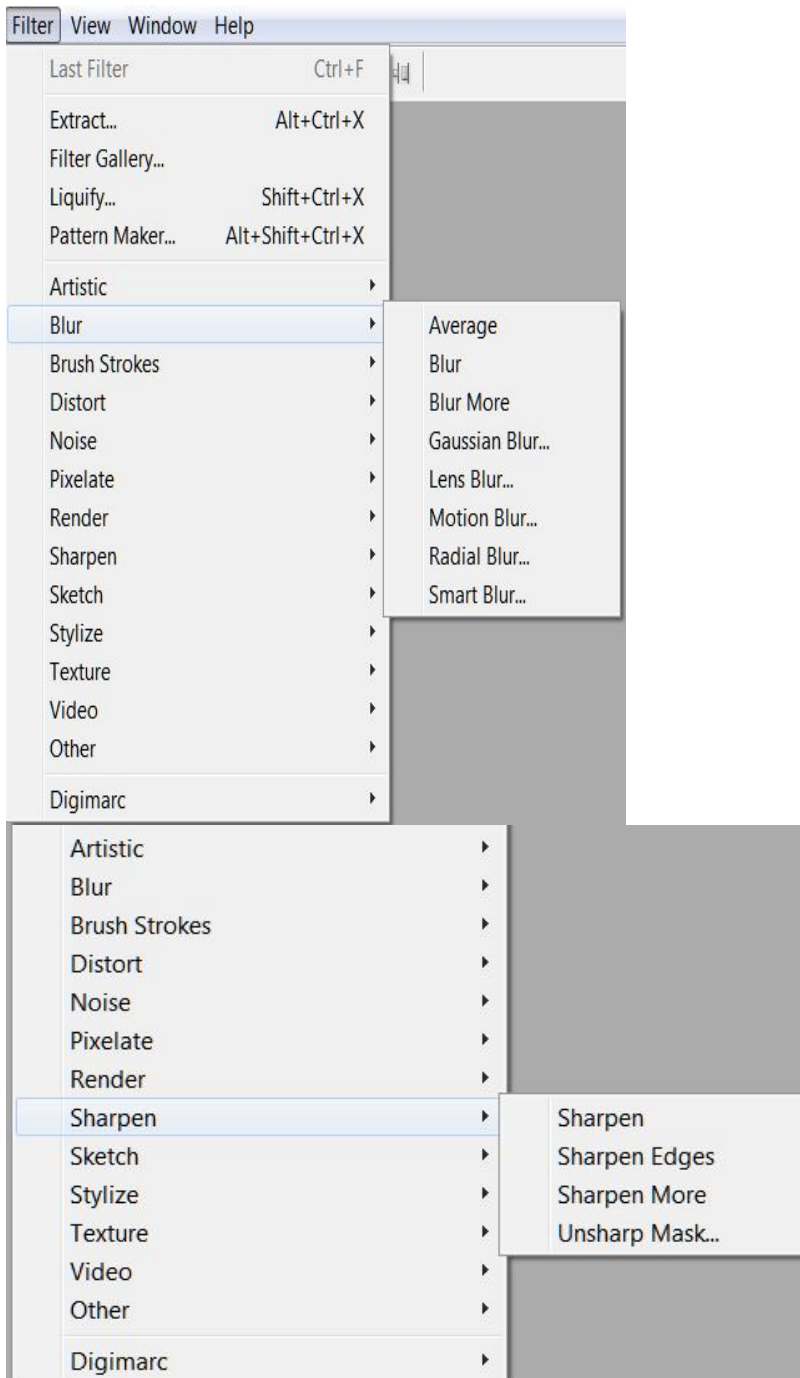 Filter View Window Help
Last Filter Ctrl+F
Extract... Alt+Ctrl+X
Filter Gallery...
Liquify... Shift+Ctrl+X
Pattern Maker... Alt+Shift+Ctrl+X
Artistic
Blur
Brush Strokes
Distort
Noise
Pixelate
Render
Sharpen
Sketch
Stylize
Texture
Video
Other
Digimarc
Average
Blur
Blur More
Gaussian Blur...
Lens Blur...
Motion Blur...
Radial Blur...
Smart Blur...
Artistic
Blur
Brush Strokes
Distort
Noise
Pixelate
Render
Sharpen
Sketch
Stylize
Texture
Video
Other
Digimarc
Sharpen
Sharpen Edges
Sharpen More
Unsharp Mask...